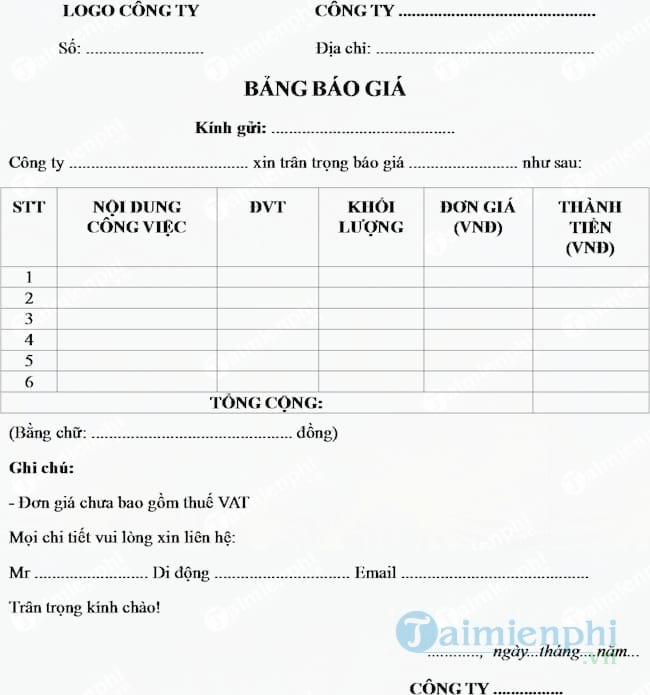 LOGO CÔNG TY CÔNG TY ................................................
Số: ............................. Địa chỉ: ......................................................
BẢNG BÁO GIÁ
Kính gửi: .............................................
Công ty ............................................ xin trân trọng báo giá ........................... như sau:
STT NỘI DUNG CÔNG VIỆC ĐVT KHỐI LƯỢNG ĐƠN GIÁ (VNĐ) THÀNH TIỀN (VNĐ)
1
2
3
4
5
6
TỔNG CỘNG:
(Bằng chữ: ................................................. đồng)
Ghi chú:
- Đơn giá chưa bao gồm thuế VAT
Mọi chi tiết vui lòng xin liên hệ:
Mr ............................ Di động ................................. Email ..............................................
Trân trọng kính chào!
Taimienphi.vn
............., ngày...tháng...năm...
CÔNG TY .................